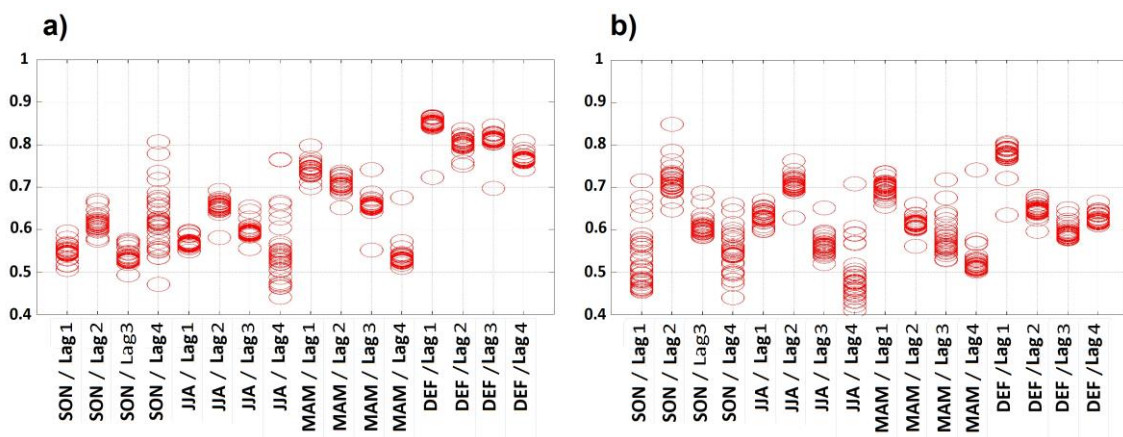 a)
1
0.9
0.8
0.7
0.6
0.5
0.4
SON / Lag1
SON / Lag2
SON / Lag3
SON / Lag4
JJA / Lag1
JJA / Lag2
JJA / Lag3
JJA / Lag4
MAM / Lag1
MAM / Lag2
MAM / Lag3
MAM / Lag4
DEF /Lag1
DEF /Lag2
DEF /Lag3
DEF /Lag4
b)
1
0.9
0.8
0.7
0.6
0.5
0.4
SON / Lag1
SON / Lag2
SON / Lag3
SON / Lag4
JJA / Lag1
JJA / Lag2
JJA / Lag3
JJA / Lag4
MAM / Lag1
MAM / Lag2
MAM / Lag3
MAM / Lag4
DEF /Lag1
DEF /Lag2
DEF /Lag3
DEF /Lag4